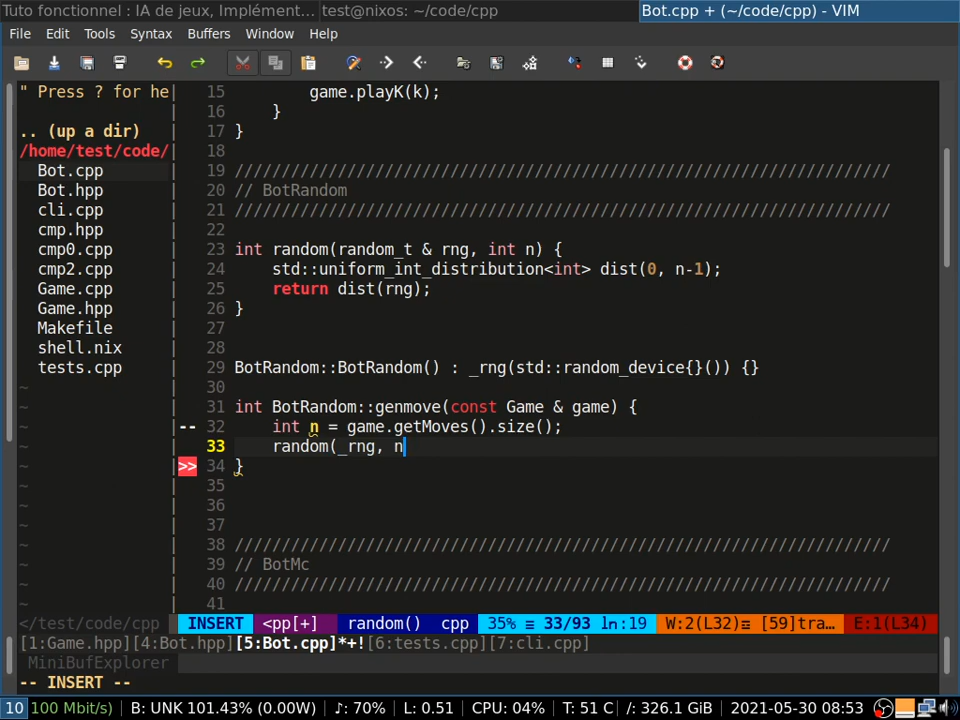 Tuto fonctionnel : IA de jeux, Implément... test@nixos: ~/code/cpp Bot.cpp + (~/code/cpp) - VIM
File Edit Tools Syntax Buffers Window Help
" Press ? for he
.. (up a dir)
/home/test/code/
Bot.cpp
Bot.hpp
cli.cpp
cmp.hpp
cmp0.cpp
cmp2.cpp
Game.cpp
Game.hpp
Makefile
shell.nix
tests.cpp
~
~
~
~
~
~
~
~
~
~
~
15 game.playK(k);
16 }
17 }
18
19 //////////////////////////////////////////////////////////////////////
20 // BotRandom
21 //////////////////////////////////////////////////////////////////////
22
23 int random(random_t & rng, int n) {
24 std::uniform_int_distribution<int> dist(0, n-1);
25 return dist(rng);
26 }
27
28
29 BotRandom::BotRandom() : _rng(std::random_device{}()) {}
30
31 int BotRandom::genmove(const Game & game) {
-- 32 int n = game.getMoves().size();
33 random(_rng, n
>> 34 }
35
36
37
38 //////////////////////////////////////////////////////////////////////
39 // BotMc
40 //////////////////////////////////////////////////////////////////////
41
</test/code/cpp INSERT <pp[+] random() cpp 35% ≡ 33/93 ln:19 W:2(L32)≡ [59]tra… E:1(L34)
[1:Game.hpp][4:Bot.hpp][5:Bot.cpp]*+![6:tests.cpp][7:cli.cpp]
MiniBufExplorer
-- INSERT --
10 100 Mbit/s) B: UNK 101.43% (0.00W) ♪: 70% L: 0.51 CPU: 04% T: 51 C /: 326.1 GiB 2021-05-30 08:53